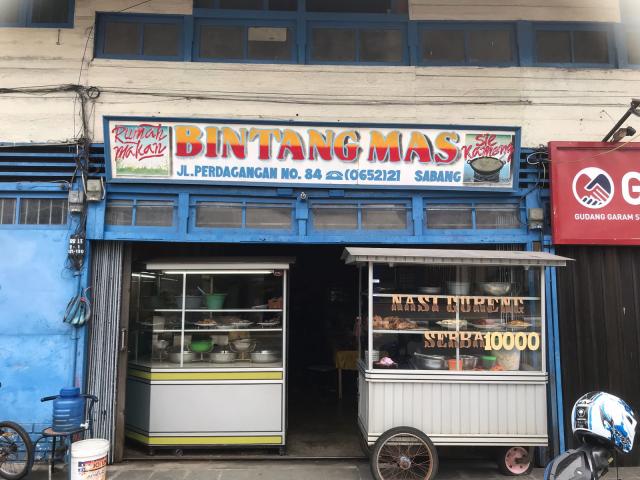 Rumah
Makan
BINTANG MAS
Sie
Kameng
JL. PERDAGANGAN NO. 84 ☎ (0652)21 SABANG
G
GUDANG GARAM
NASI GORENG
SERBA 10000